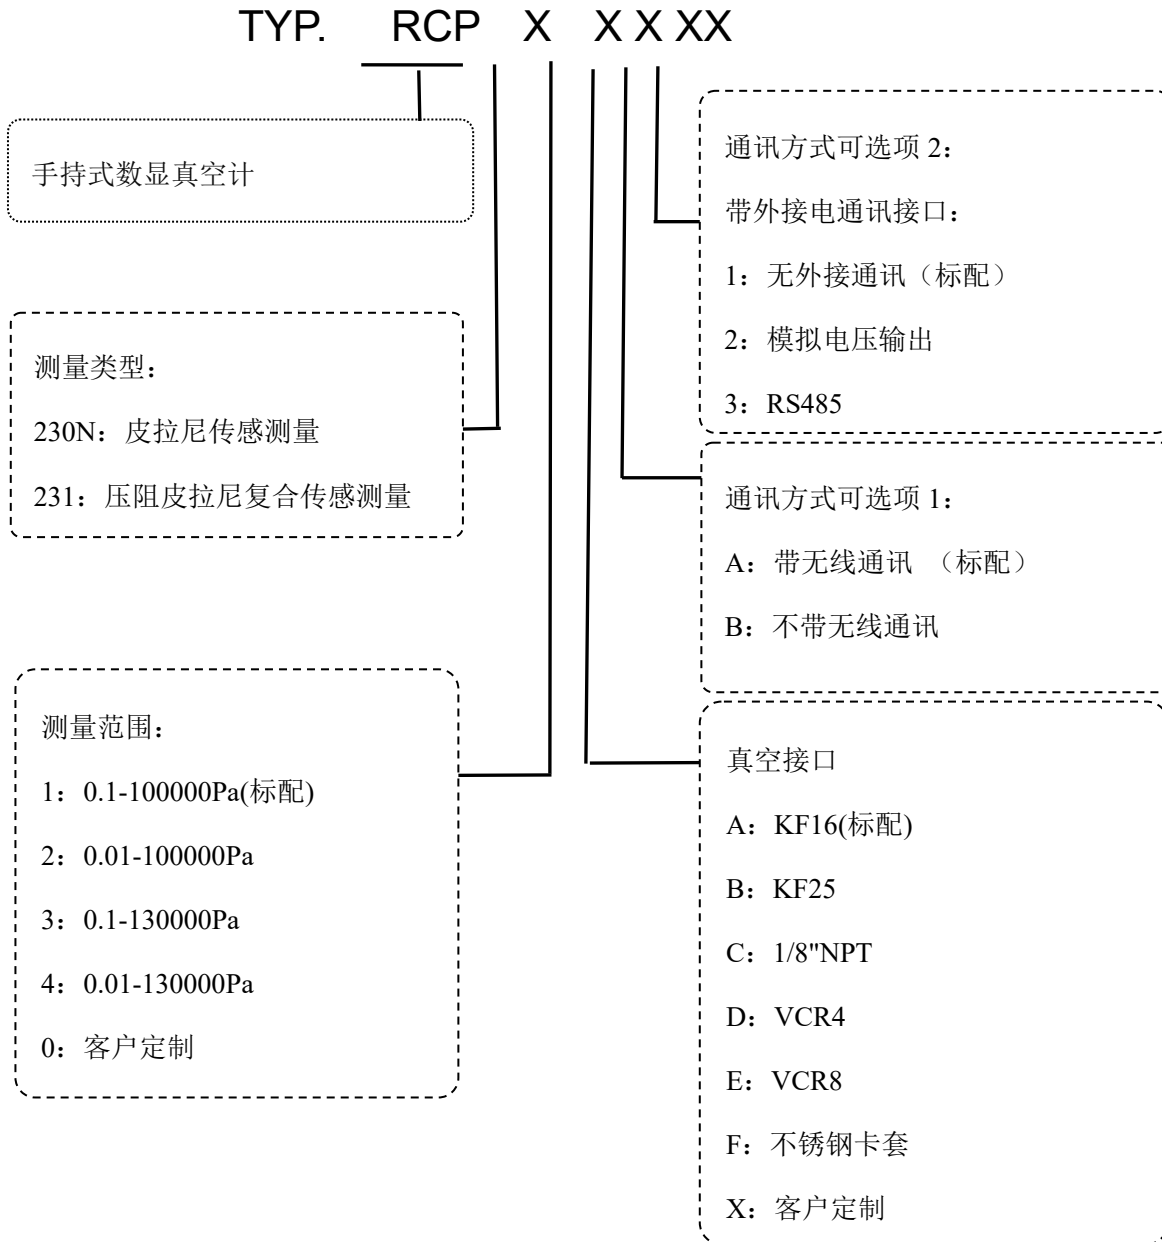 TYP. RCP X X X XX
手持式数显真空计
测量类型：
230N：皮拉尼传感测量
231：压阻皮拉尼复合传感测量
测量范围：
1：0.1-100000Pa(标配)
2：0.01-100000Pa
3：0.1-130000Pa
4：0.01-130000Pa
0：客户定制
通讯方式可选项 2：
带外接电通讯接口：
1：无外接通讯（标配）
2：模拟电压输出
3：RS485
通讯方式可选项 1：
A：带无线通讯 （标配）
B：不带无线通讯
真空接口
A：KF16(标配)
B：KF25
C：1/8"NPT
D：VCR4
E：VCR8
F：不锈钢卡套
X：客户定制